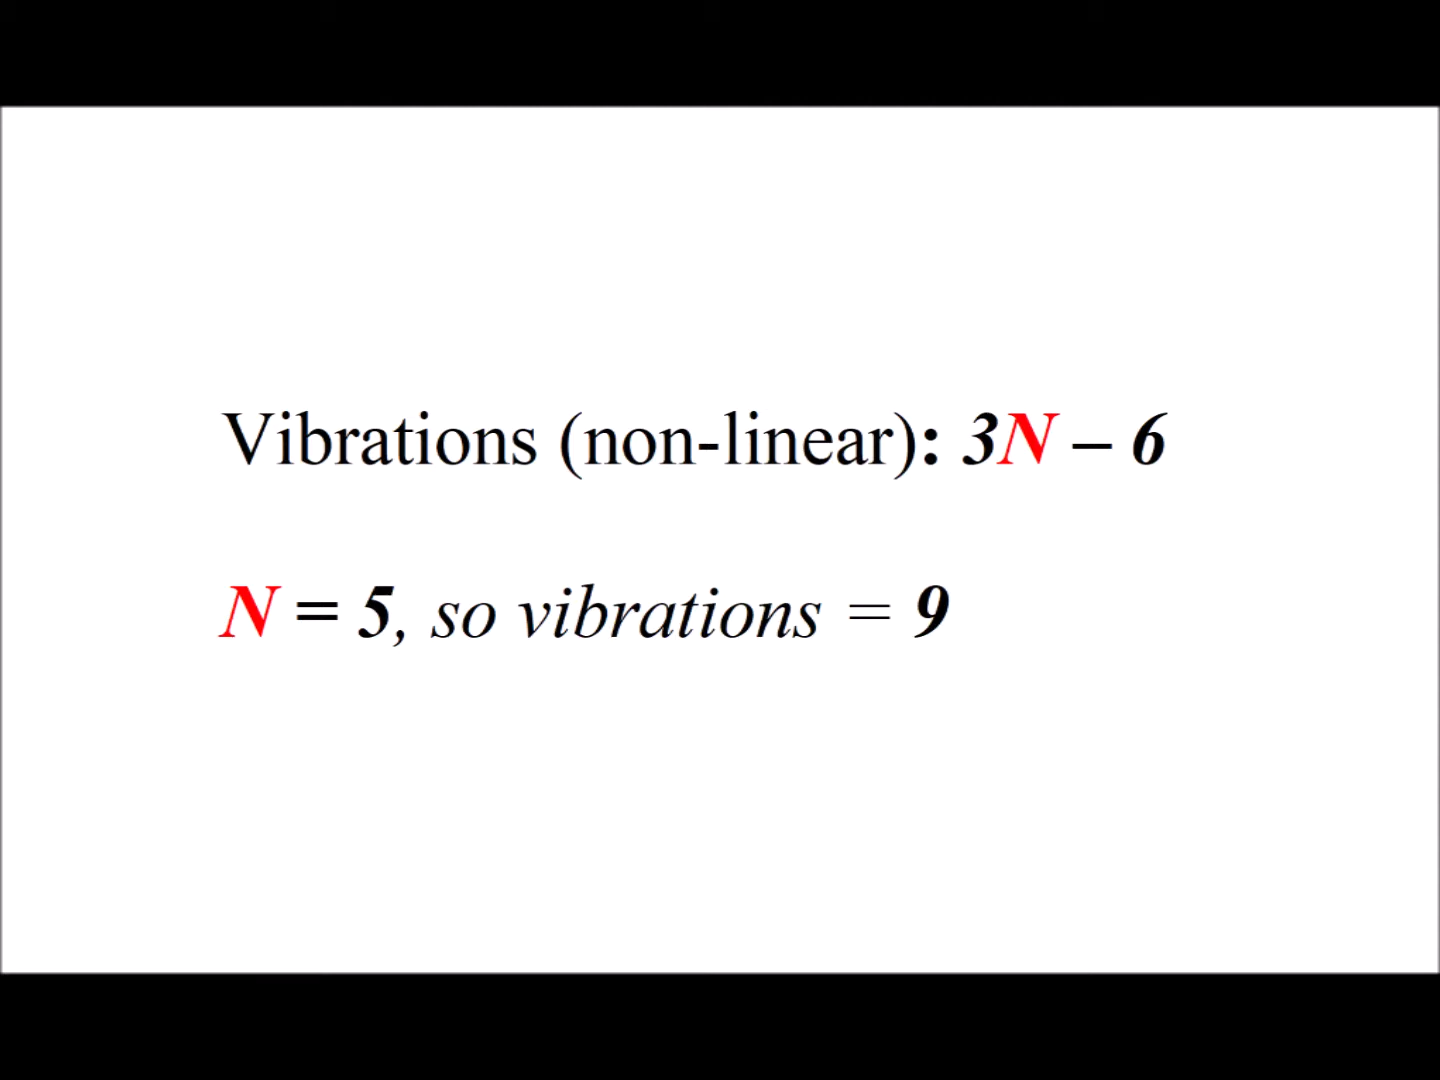 Vibrations (non-linear): 3N – 6
N = 5, so vibrations = 9